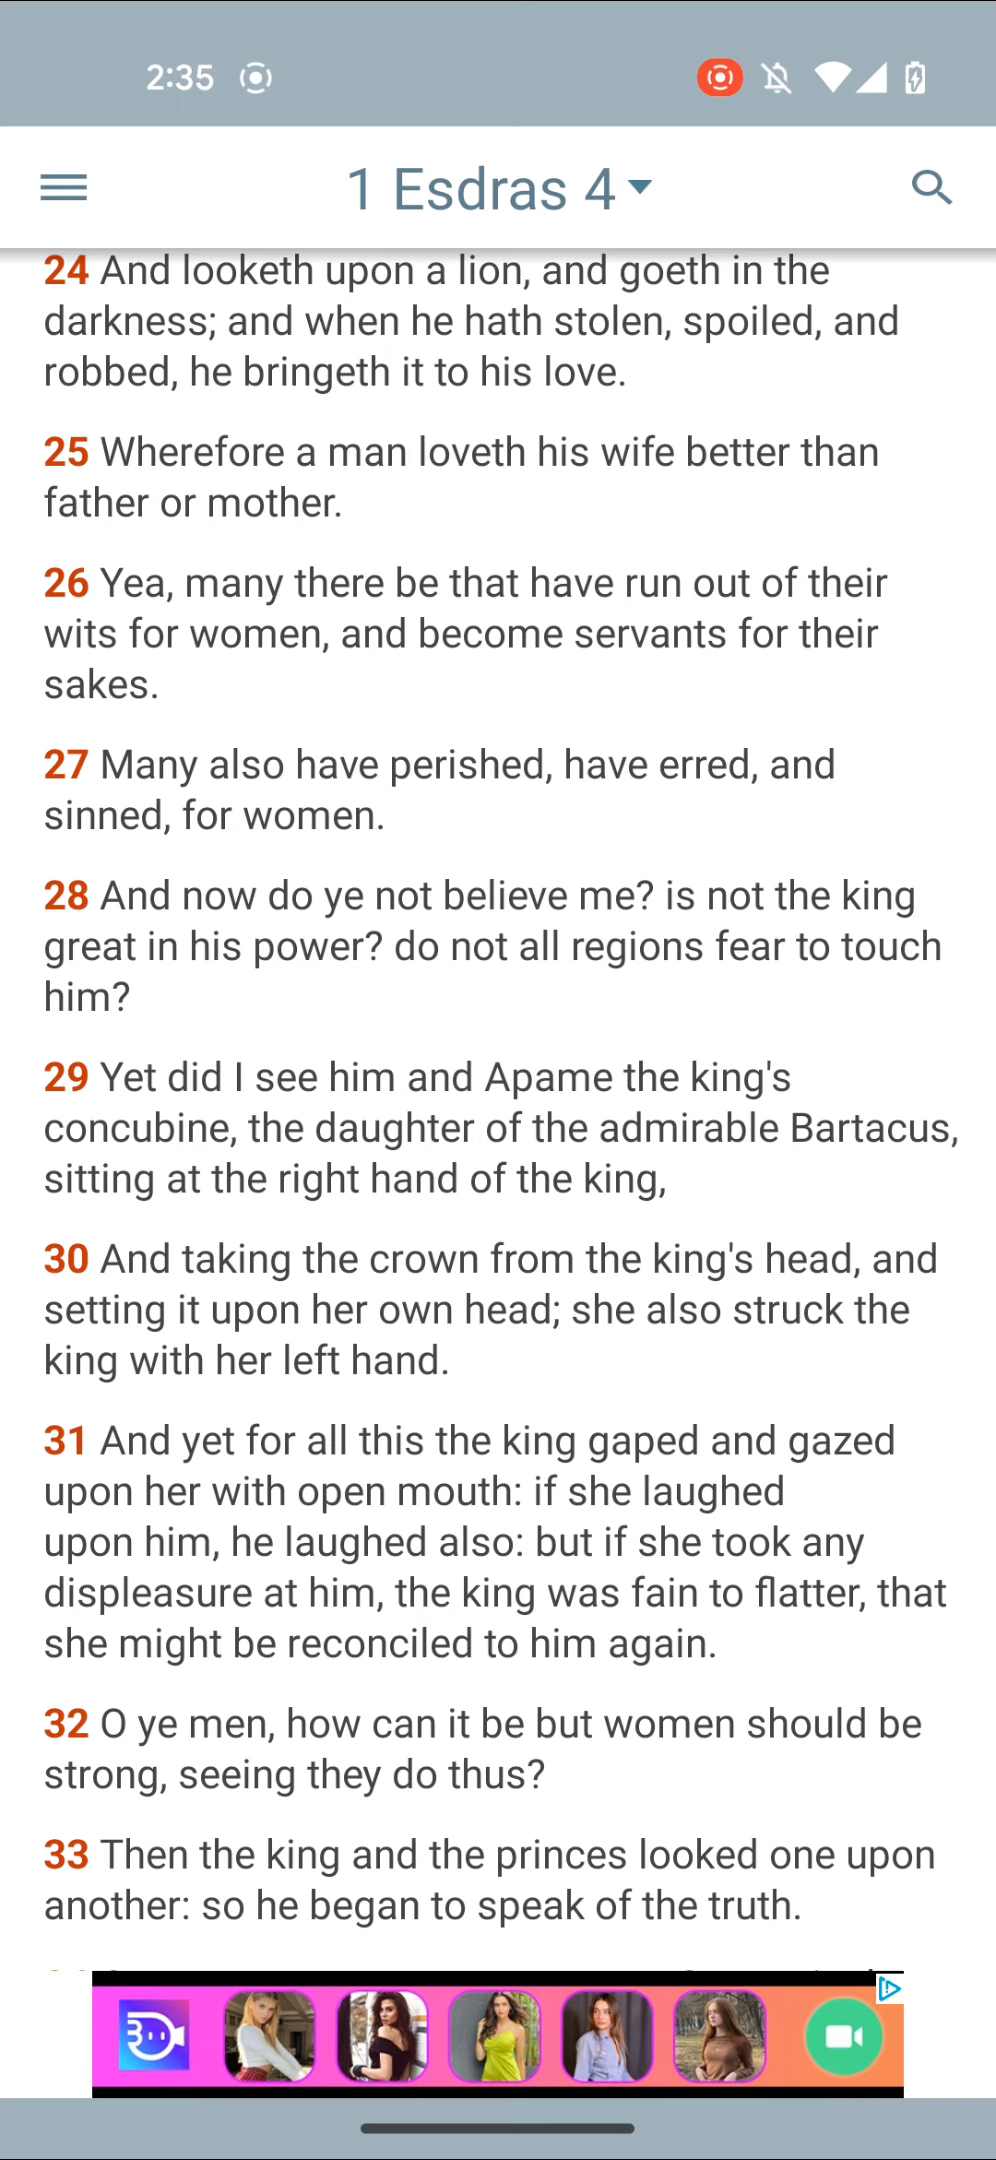 2:35
1 Esdras 4
24 And looketh upon a lion, and goeth in the
darkness; and when he hath stolen, spoiled, and
robbed, he bringeth it to his love.
25 Wherefore a man loveth his wife better than
father or mother.
26 Yea, many there be that have run out of their
wits for women, and become servants for their
sakes.
27 Many also have perished, have erred, and
sinned, for women.
28 And now do ye not believe me? is not the king
great in his power? do not all regions fear to touch
him?
29 Yet did I see him and Apame the king's
concubine, the daughter of the admirable Bartacus,
sitting at the right hand of the king,
30 And taking the crown from the king's head, and
setting it upon her own head; she also struck the
king with her left hand.
31 And yet for all this the king gaped and gazed
upon her with open mouth: if she laughed
upon him, he laughed also: but if she took any
displeasure at him, the king was fain to flatter, that
she might be reconciled to him again.
32 O ye men, how can it be but women should be
strong, seeing they do thus?
33 Then the king and the princes looked one upon
another: so he began to speak of the truth.